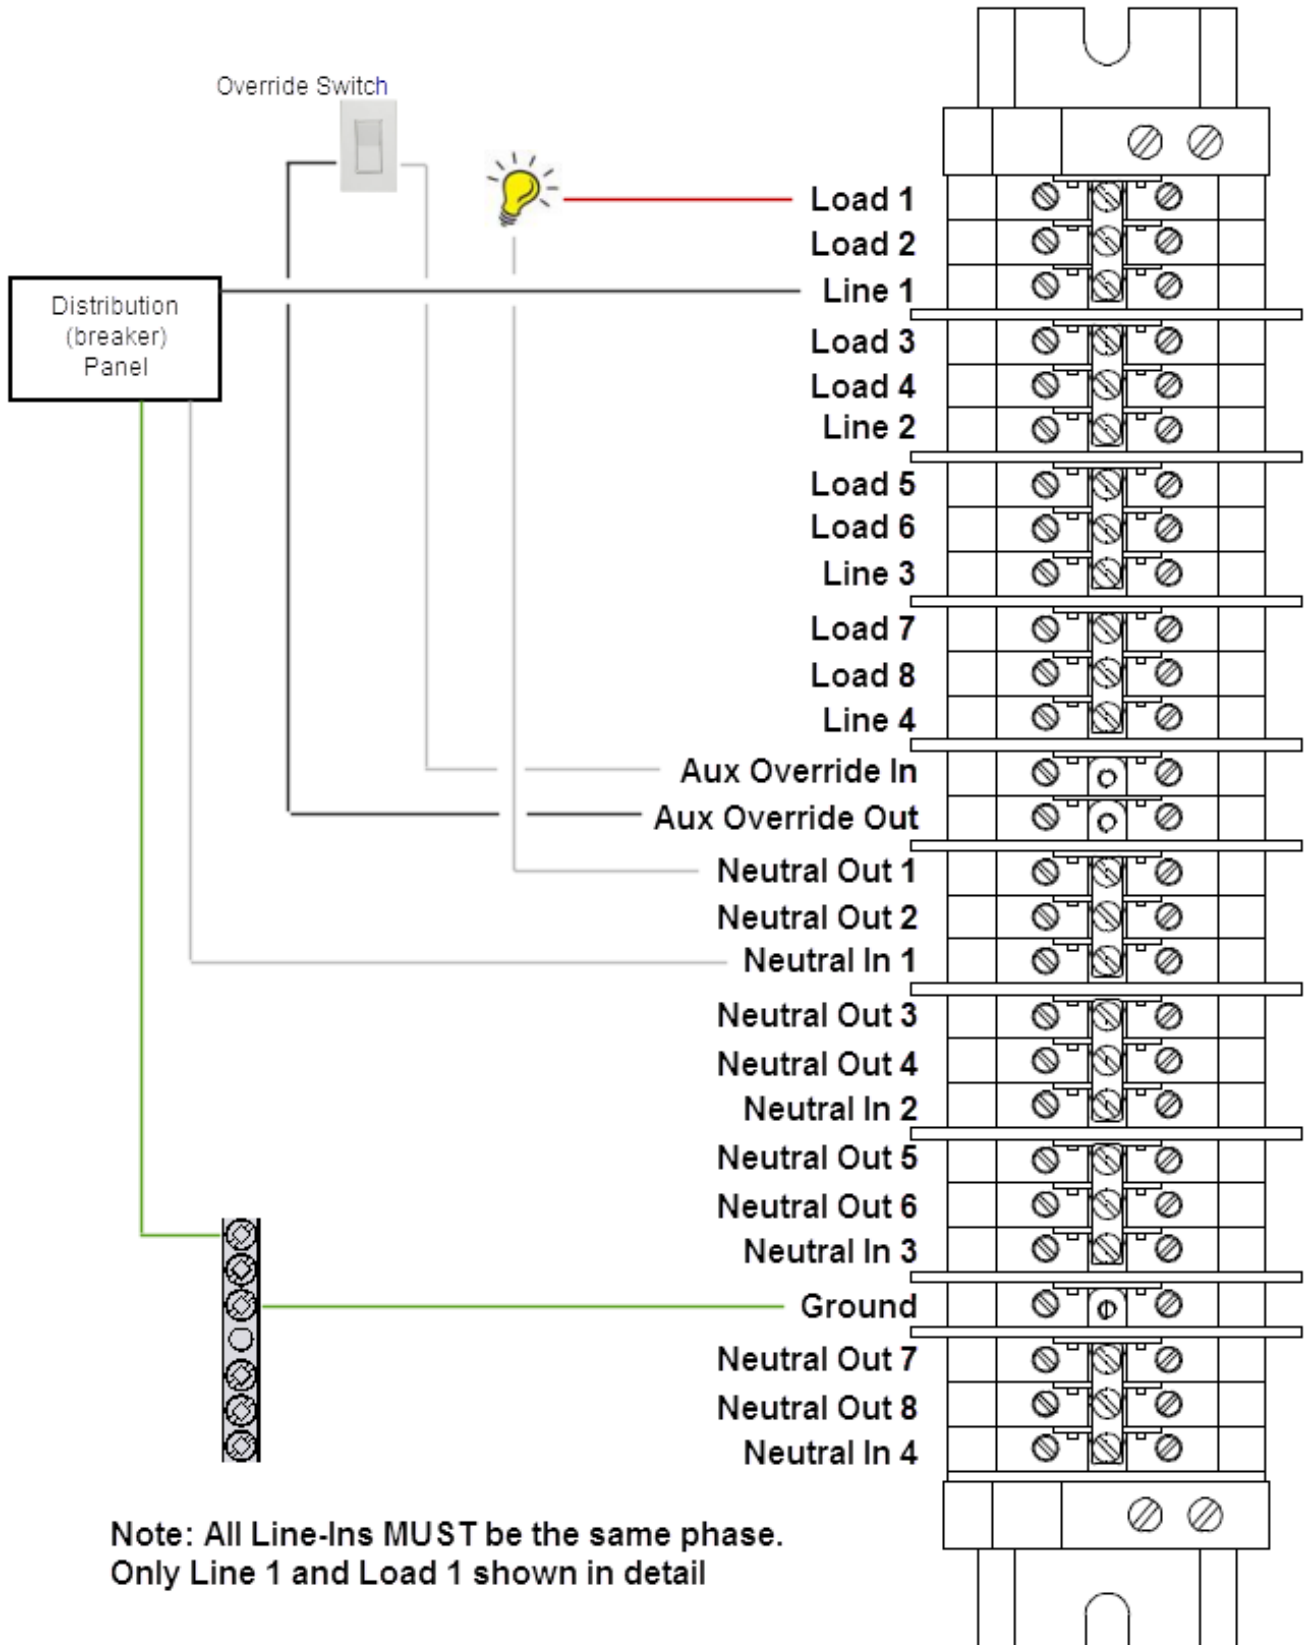 Override Switch
Distribution
(breaker)
Panel
Load 1
Load 2
Line 1
Load 3
Load 4
Line 2
Load 5
Load 6
Line 3
Load 7
Load 8
Line 4
Aux Override In
Aux Override Out
Neutral Out 1
Neutral Out 2
Neutral In 1
Neutral Out 3
Neutral Out 4
Neutral In 2
Neutral Out 5
Neutral Out 6
Neutral In 3
Ground
Neutral Out 7
Neutral Out 8
Neutral In 4
Note: All Line-Ins MUST be the same phase.
Only Line 1 and Load 1 shown in detail